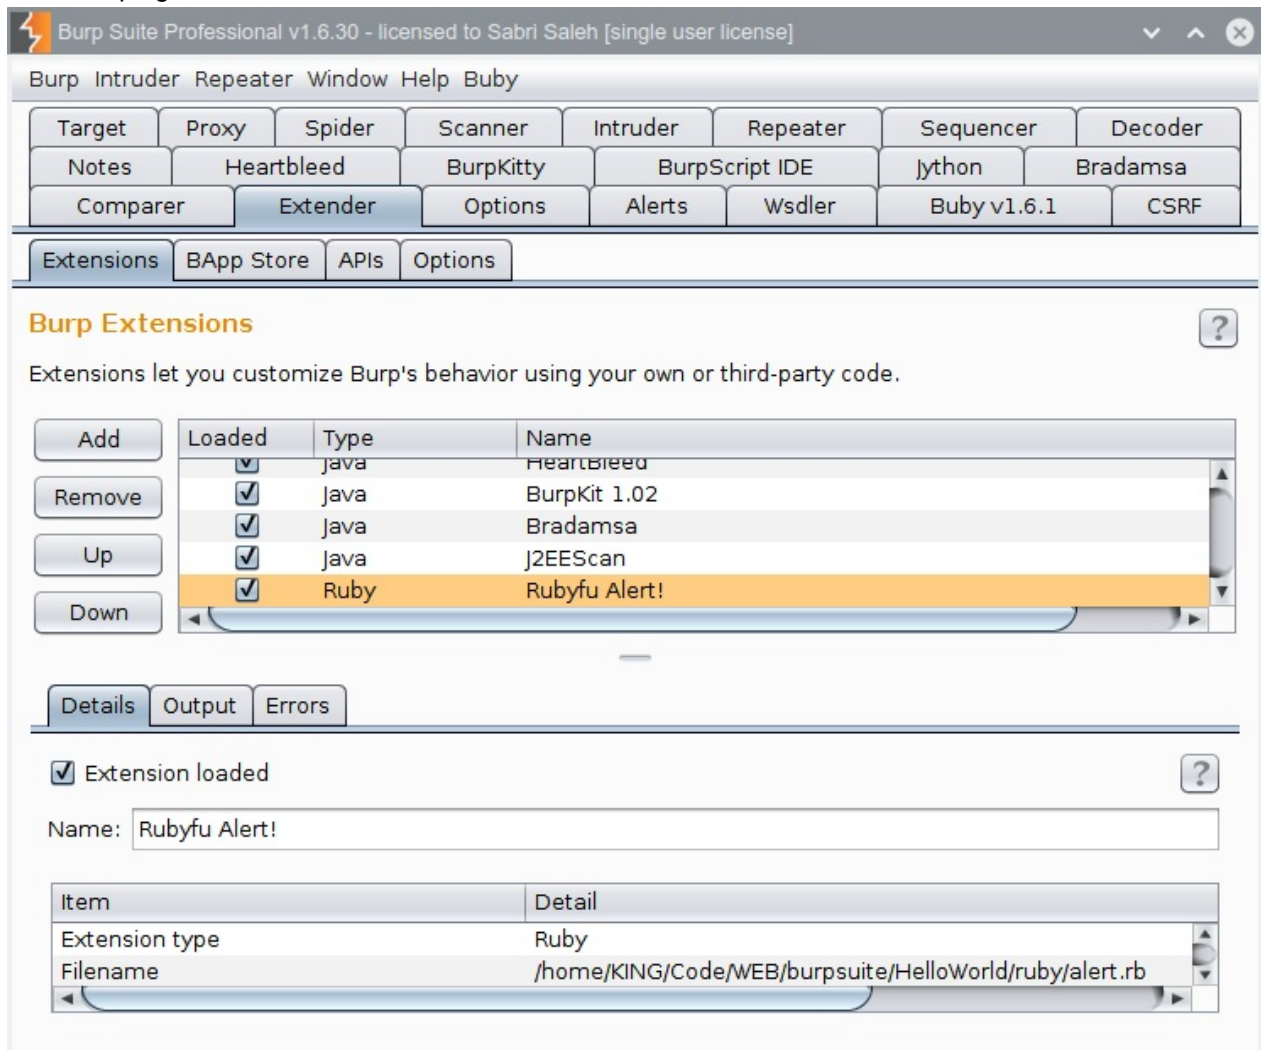 Burp Suite Professional v1.6.30 - licensed to Sabri Saleh [single user license]
Burp Intruder Repeater Window Help Buby
Target Proxy Spider Scanner Intruder Repeater Sequencer Decoder
Notes Heartbleed BurpKitty BurpScript IDE Jython Bradamsa
Comparer Extender Options Alerts Wsdler Buby v1.6.1 CSRF
Extensions BApp Store APIs Options
Burp Extensions
?
Extensions let you customize Burp's behavior using your own or third-party code.
Add Loaded Type Name
Java HeartBleed
Remove Java BurpKit 1.02
Java Bradamsa
Up Java J2EEScan
Ruby Rubyfu Alert!
Down
Details Output Errors
Extension loaded ?
Name: Rubyfu Alert!
Item Detail
Extension type Ruby
Filename /home/KING/Code/WEB/burpsuite/HelloWorld/ruby/alert.rb